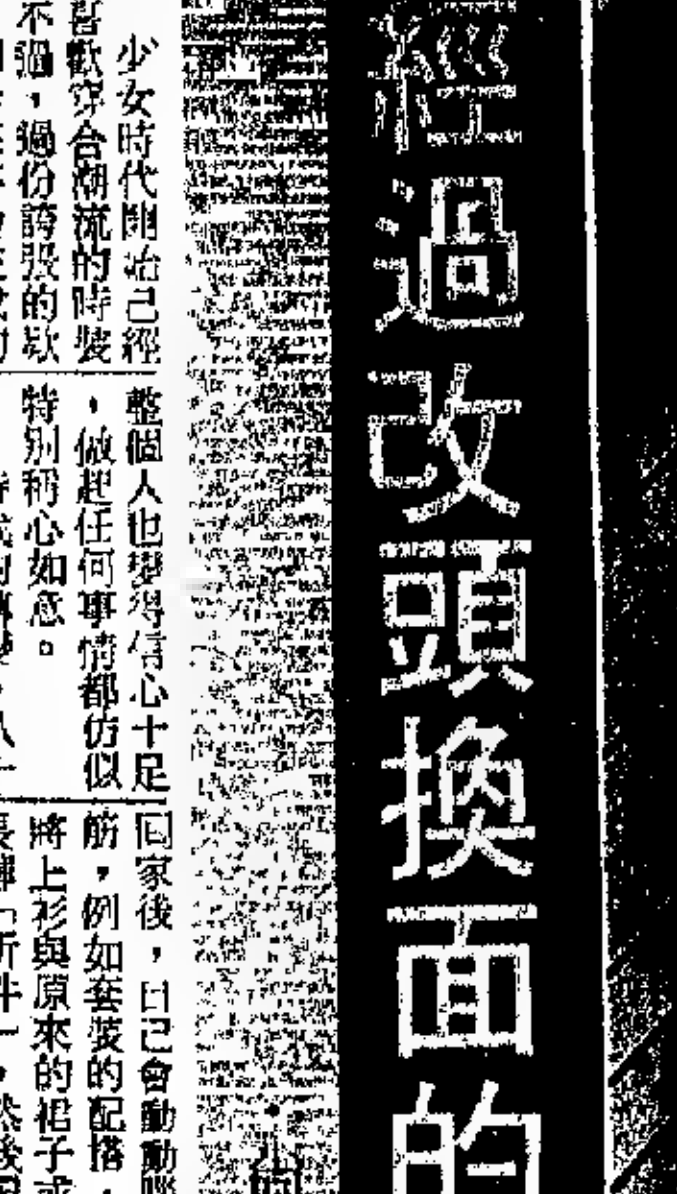 經過改頭換面的
少女時代開始已經
喜歡穿合潮流的時裝
不過，過份誇張的欵
整個人也變得信心十足
，做起任何事情都仿似
特別稱心如意。
回家後，自己會動動腦
筋，例如套裝的配搭，
將上衫與原來的裙子或